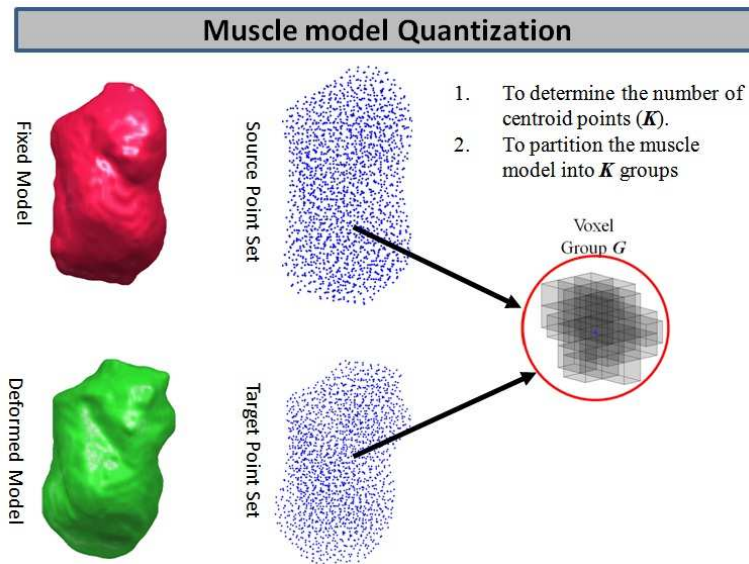 Muscle model Quantization
Fixed Model
Source Point Set
1. To determine the number of
centroid points (K).
2. To partition the muscle
model into K groups
Voxel
Group G
Deformed Model
Target Point Set